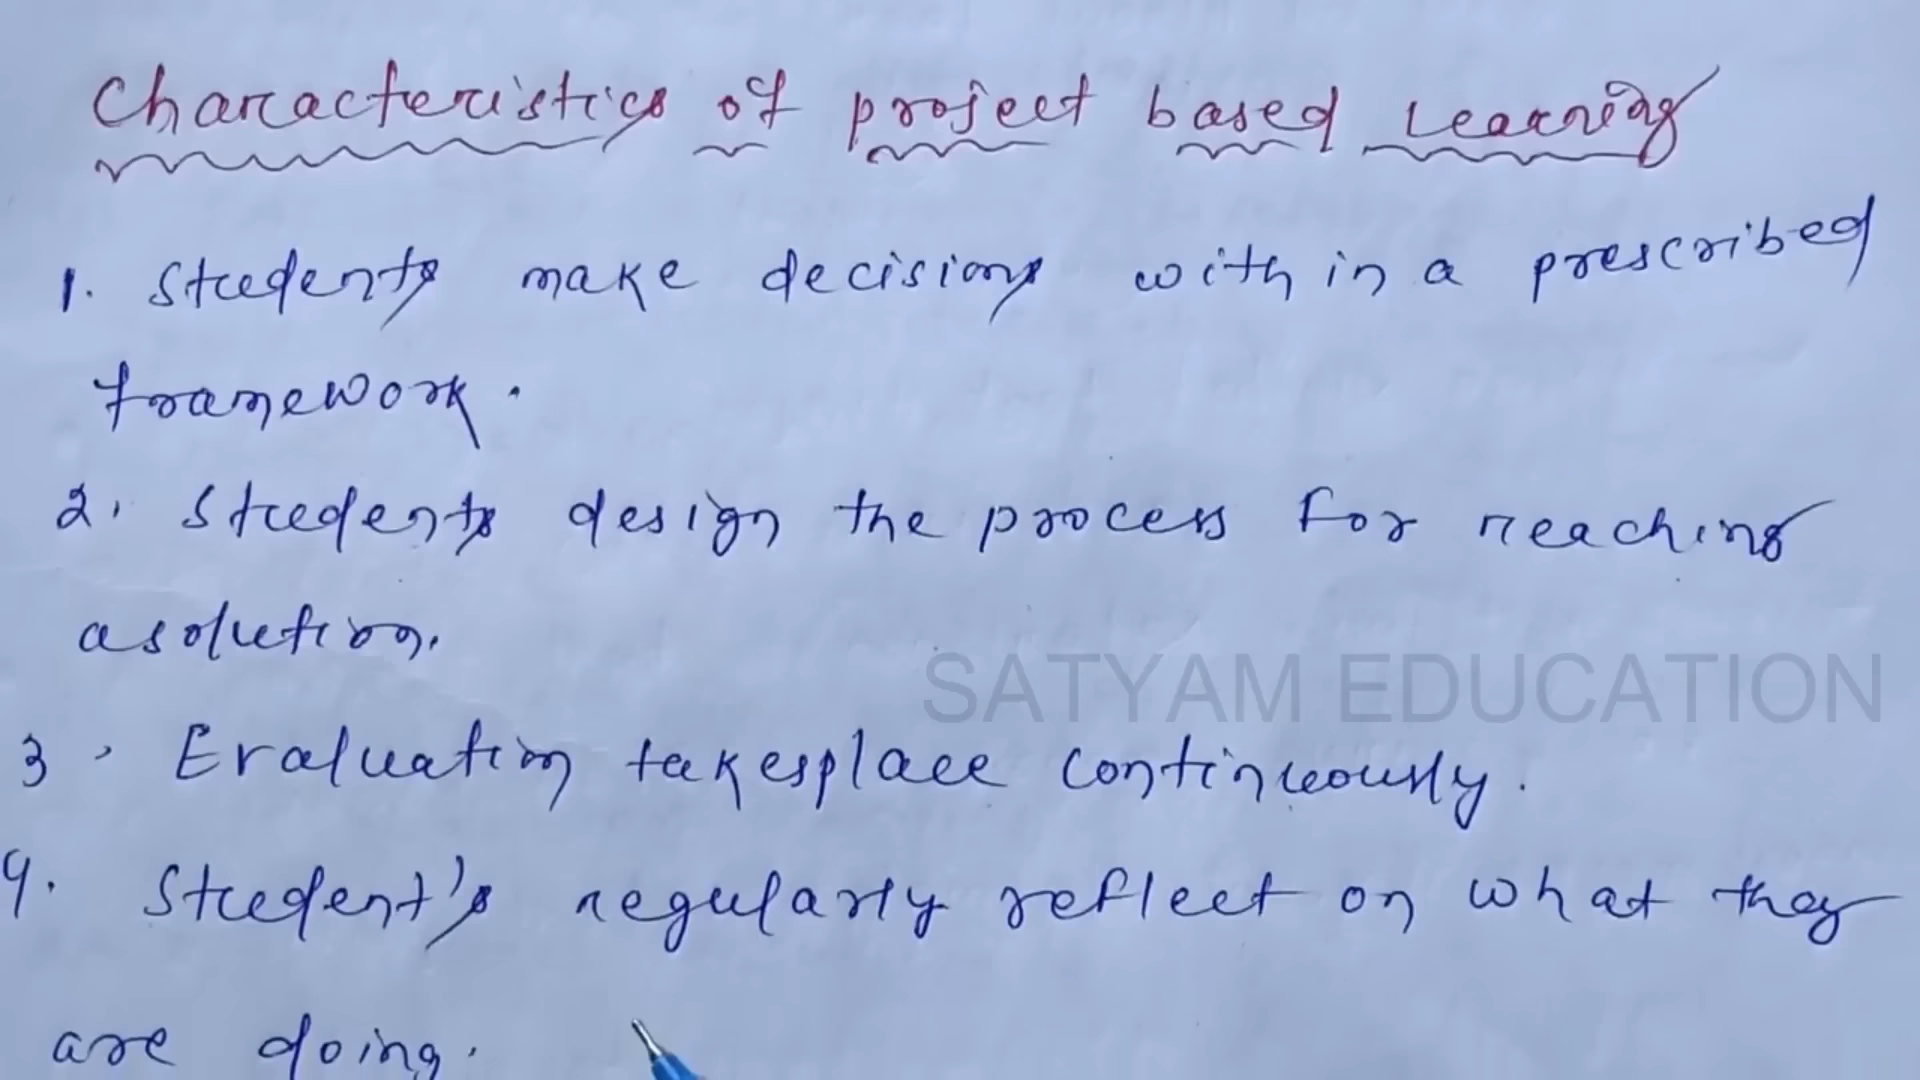 Characteristics of project based Learning
1. Students make decisions with in a prescribed
framework.
2. Students design the process for reaching
a solution.
SATYAM EDUCATION
3. Evaluation takesplace continuously.
4. Student's regularly reflect on what they
are doing.